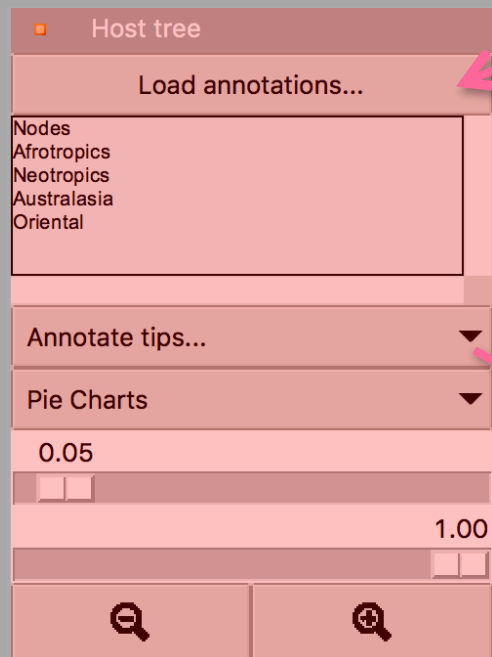 Host tree
Load annotations...
Nodes
Afrotropics
Neotropics
Australasia
Oriental
Annotate tips...
Pie Charts
0.05
1.00